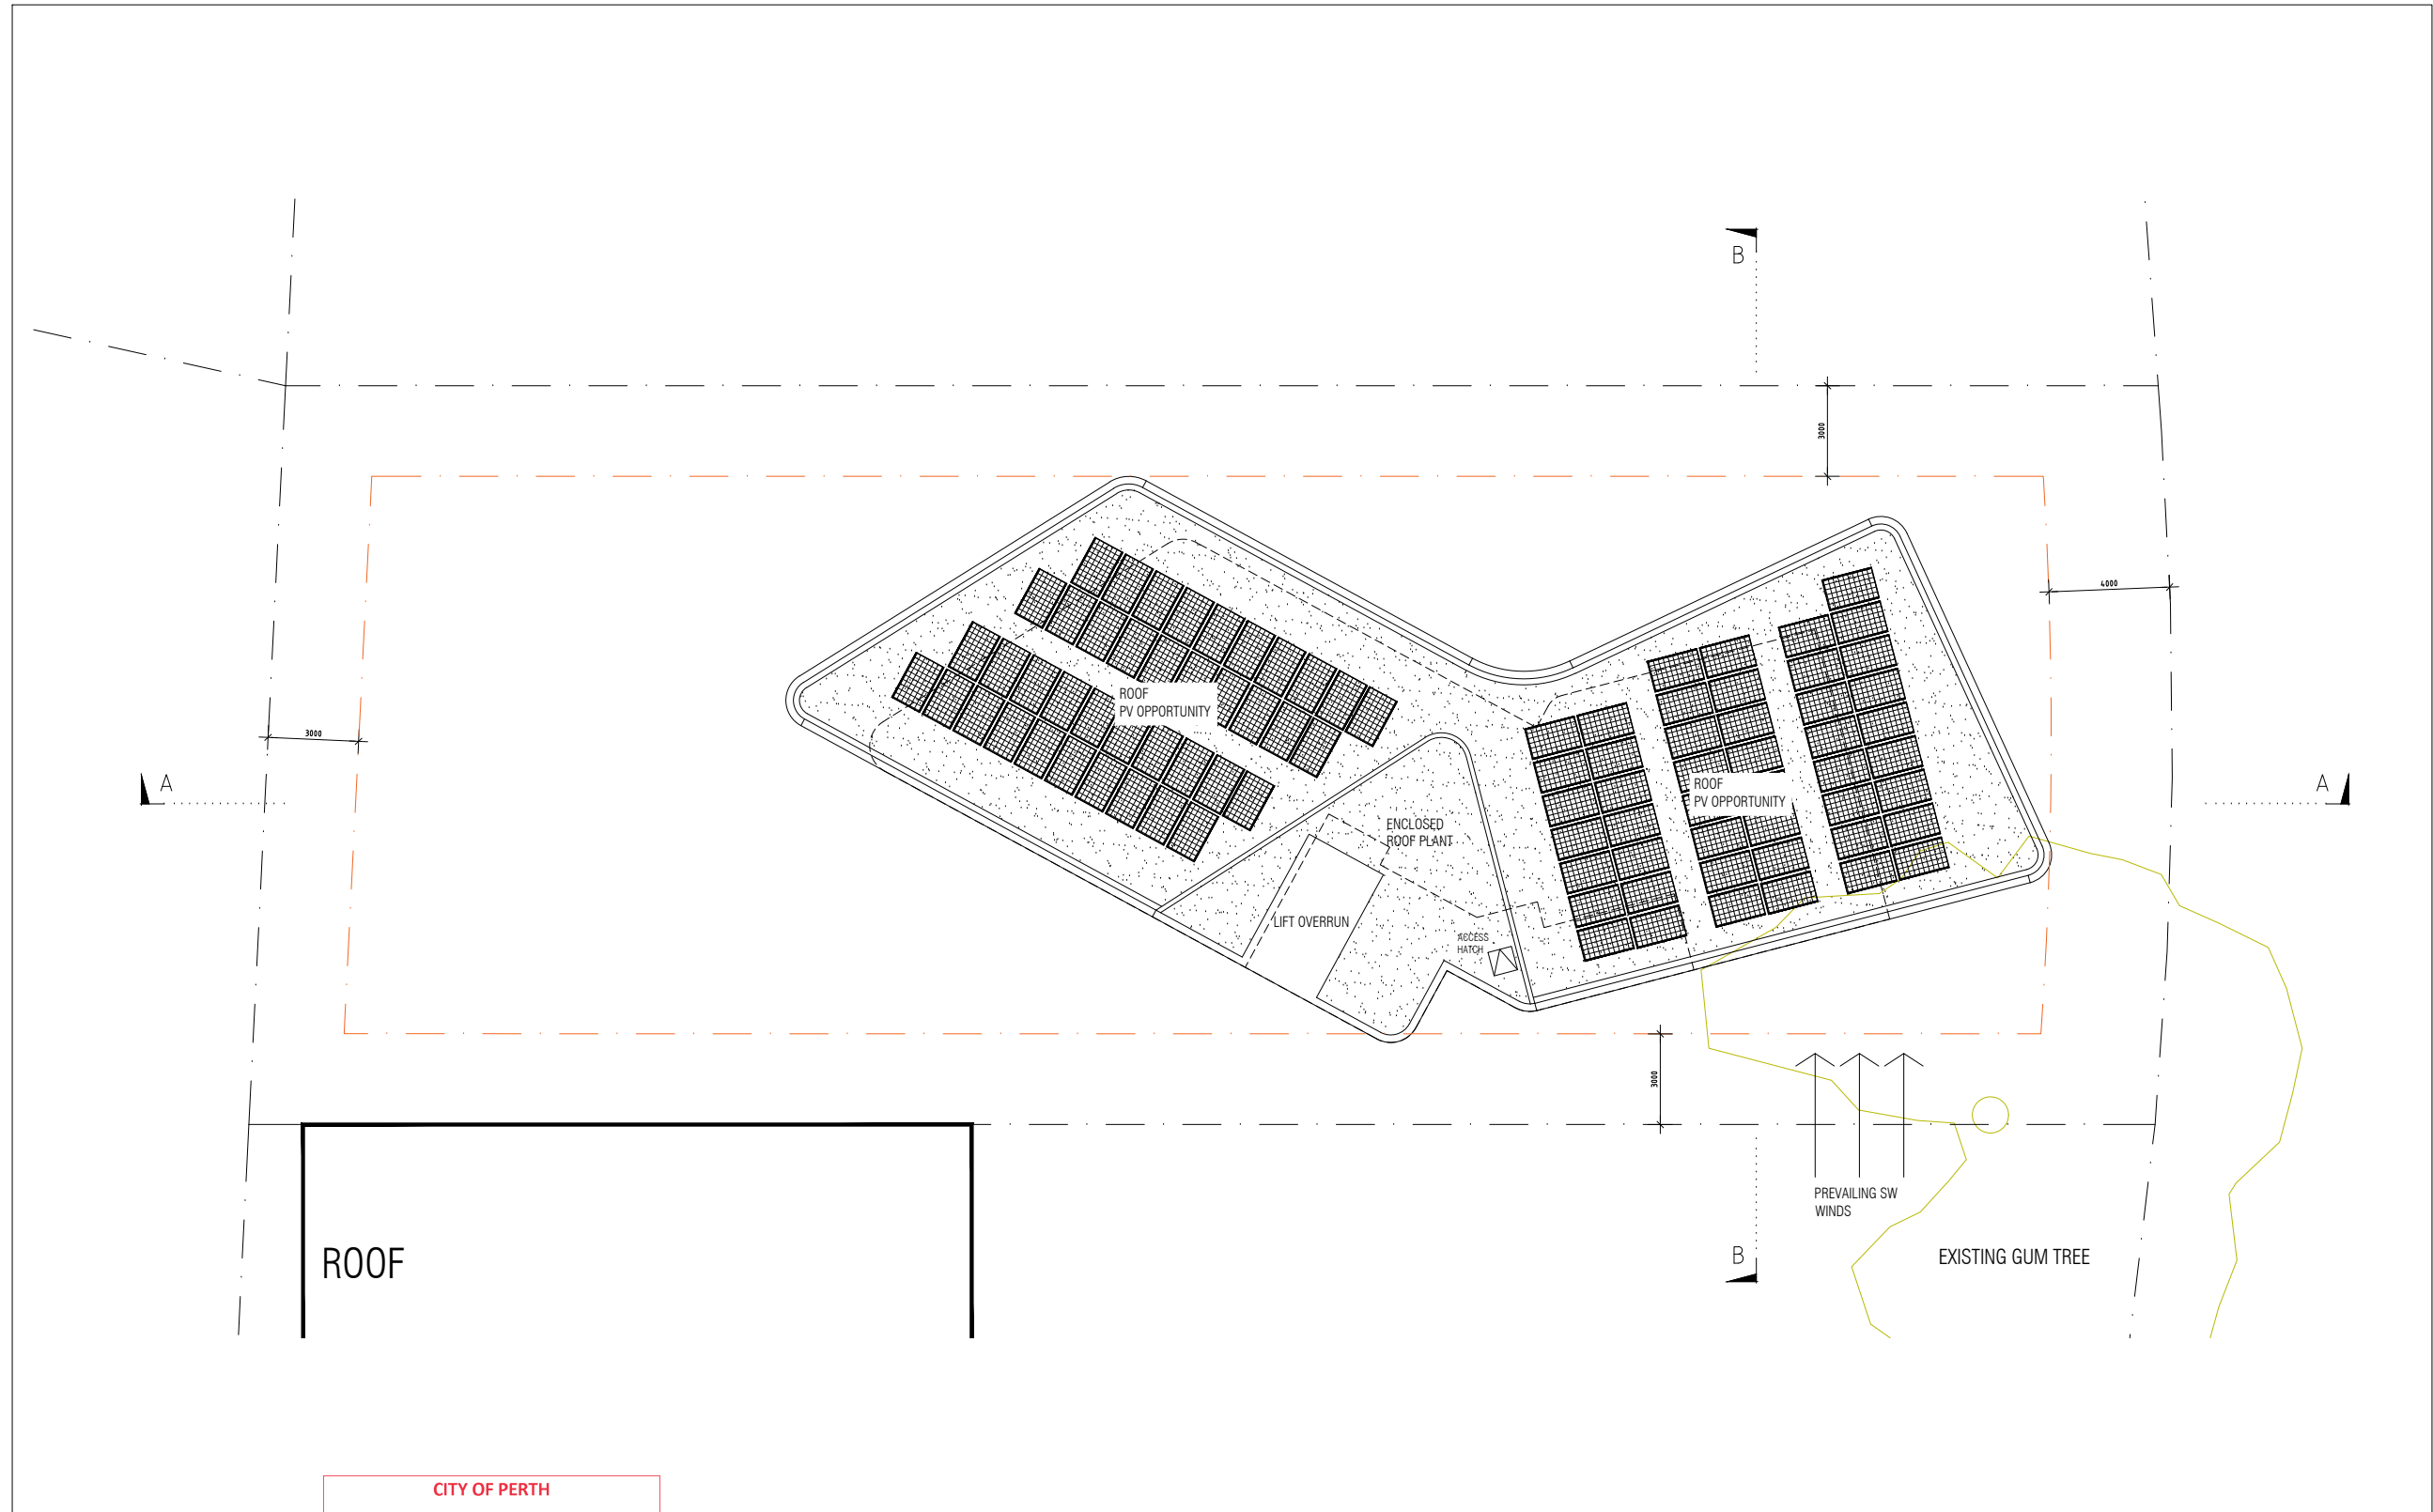 B
3000
4000
ROOF
PV OPPORTUNITY
3000
A
ROOF
PV OPPORTUNITY
A
ENCLOSED
ROOF PLANT
LIFT OVERRUN
ACCESS
HATCH
3000
PREVAILING SW
WINDS
ROOF
B
EXISTING GUM TREE
CITY OF PERTH